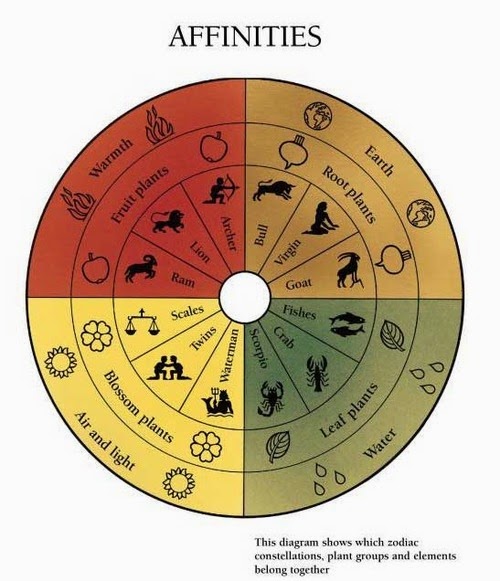 AFFINITIES
Warmth
Fruit plants
Archer
Lion
Ram
Earth
Root plants
Bull
Virgin
Goat
Scales
Twins
Waterman
Blossom plants
Air and light
Fishes
Crab
Scorpio
Leaf plants
Water
This diagram shows which zodiac
constellations, plant groups and elements
belong together